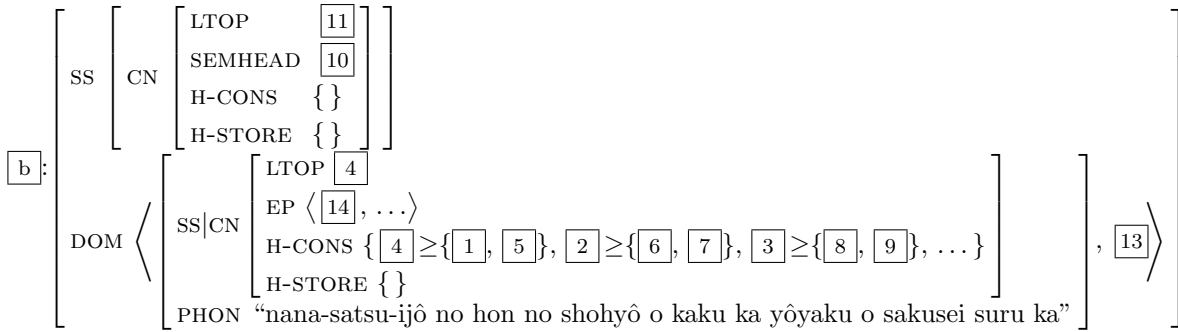 LTOP 11
SS CN SEMHEAD 10
H-CONS { }
H-STORE { }
b :
LTOP 4
EP ⟨ 14 , …⟩
DOM SS|CN H-CONS { 4 ≥{ 1 , 5 }, 2 ≥{ 6 , 7 }, 3 ≥{ 8 , 9 }, … } , 13
H-STORE { }
PHON "nana-satsu-ijô no hon no shohyô o kaku ka yôyaku o sakusei suru ka"